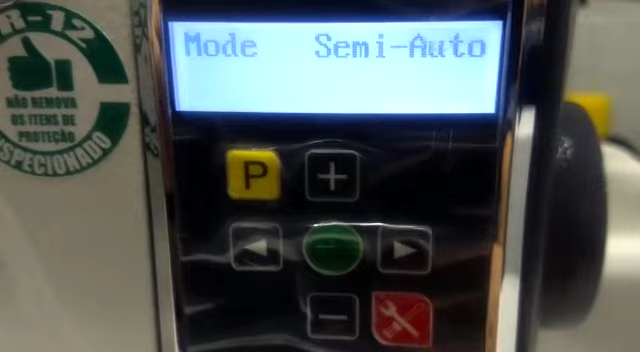 Mode Semi-Auto
R-12
NÃO REMOVA
OS ITENS DE
PROTEÇÃO
SPECIONADO
P